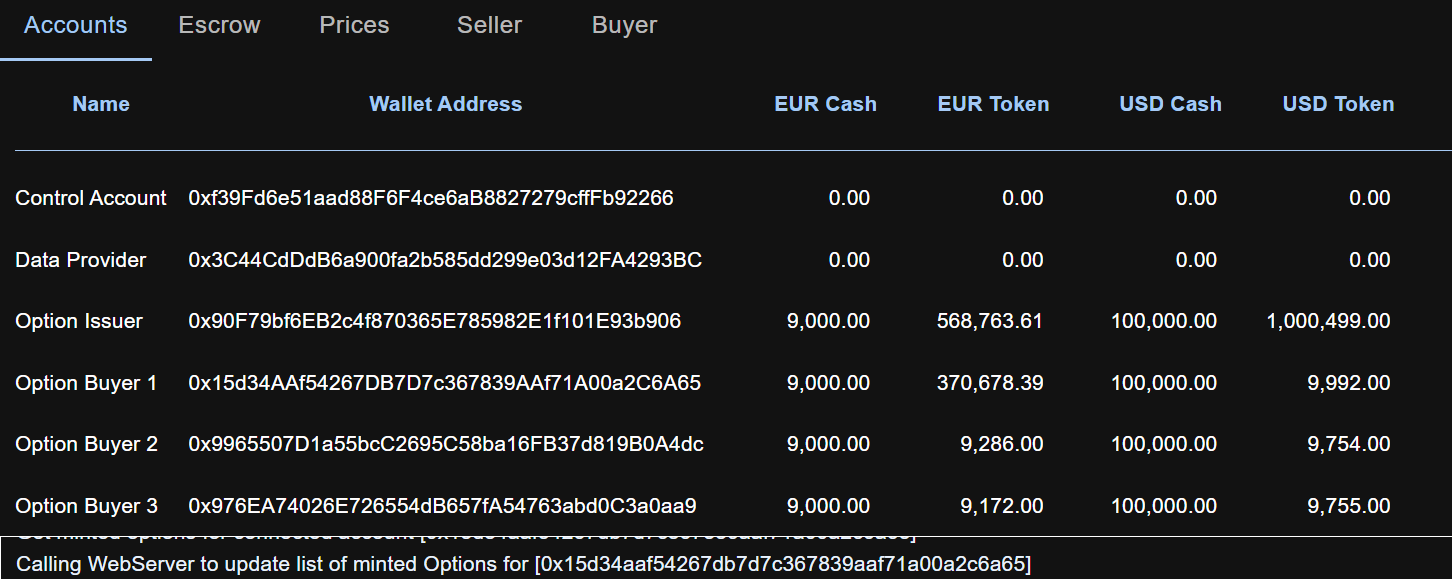 Accounts Escrow Prices Seller Buyer
Name Wallet Address EUR Cash EUR Token USD Cash USD Token
Control Account 0xf39Fd6e51aad88F6F4ce6aB8827279cffFb92266 0.00 0.00 0.00 0.00
Data Provider 0x3C44CdDdB6a900fa2b585dd299e03d12FA4293BC 0.00 0.00 0.00 0.00
Option Issuer 0x90F79bf6EB2c4f870365E785982E1f101E93b906 9,000.00 568,763.61 100,000.00 1,000,499.00
Option Buyer 1 0x15d34AAf54267DB7D7c367839AAf71A00a2C6A65 9,000.00 370,678.39 100,000.00 9,992.00
Option Buyer 2 0x9965507D1a55bcC2695C58ba16FB37d819B0A4dc 9,000.00 9,286.00 100,000.00 9,754.00
Option Buyer 3 0x976EA74026E726554dB657fA54763abd0C3a0aa9 9,000.00 9,172.00 100,000.00 9,755.00
minted options for connected account
Calling WebServer to update list of minted Options for [0x15d34aaf54267db7d7c367839aaf71a00a2c6a65]